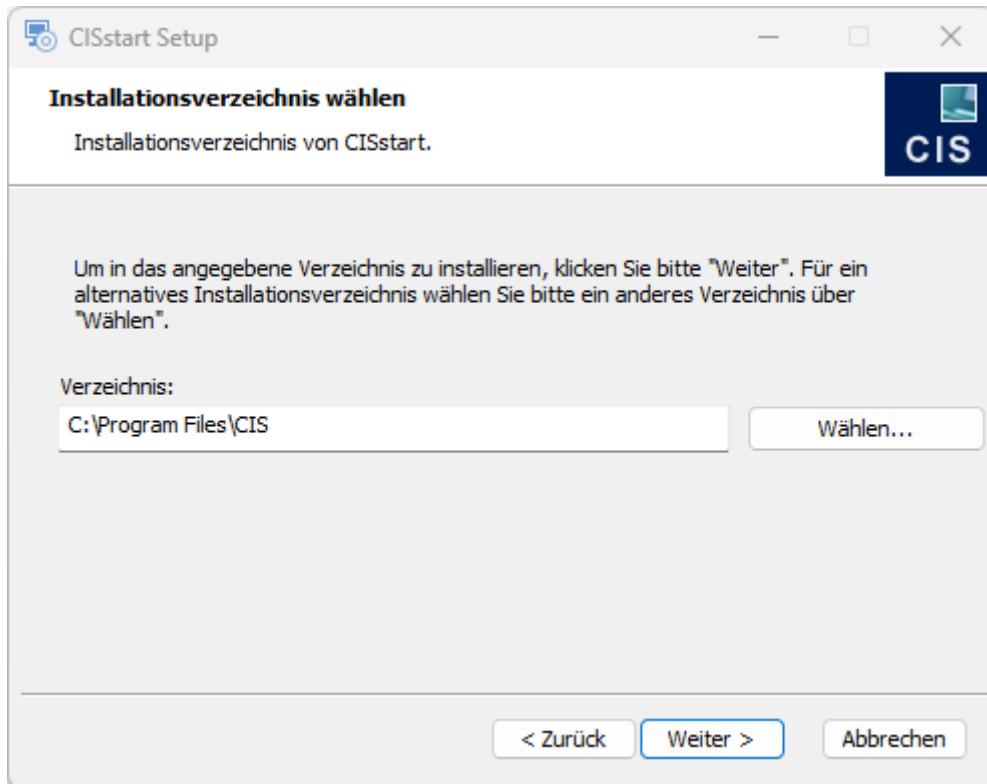 CISstart Setup
Installationsverzeichnis wählen
Installationsverzeichnis von CISstart.
CIS
Um in das angegebene Verzeichnis zu installieren, klicken Sie bitte "Weiter". Für ein
alternatives Installationsverzeichnis wählen Sie bitte ein anderes Verzeichnis über
"Wählen".
Verzeichnis:
C:\Program Files\CIS
Wählen...
< Zurück
Weiter >
Abbrechen